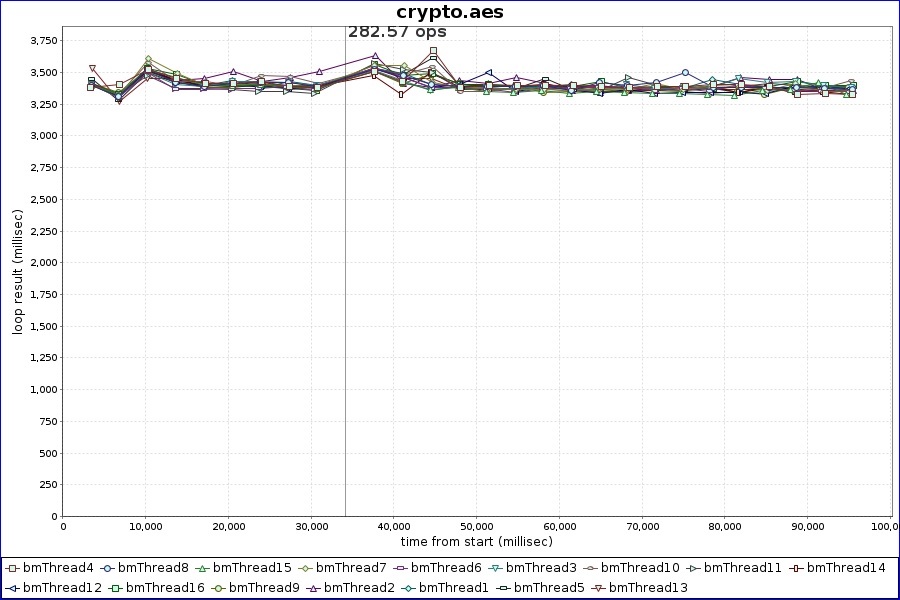 crypto.aes
282.57 ops
3,750
3,500
3,250
3,000
2,750
2,500
2,250
2,000
1,750
1,500
1,250
1,000
750
500
250
0
loop result (millisec)
0 10,000 20,000 30,000 40,000 50,000 60,000 70,000 80,000 90,000 100,0
time from start (millisec)
bmThread4 bmThread8 bmThread15 bmThread7 bmThread6 bmThread3 bmThread10 bmThread11 bmThread14
bmThread12 bmThread16 bmThread9 bmThread2 bmThread1 bmThread5 bmThread13